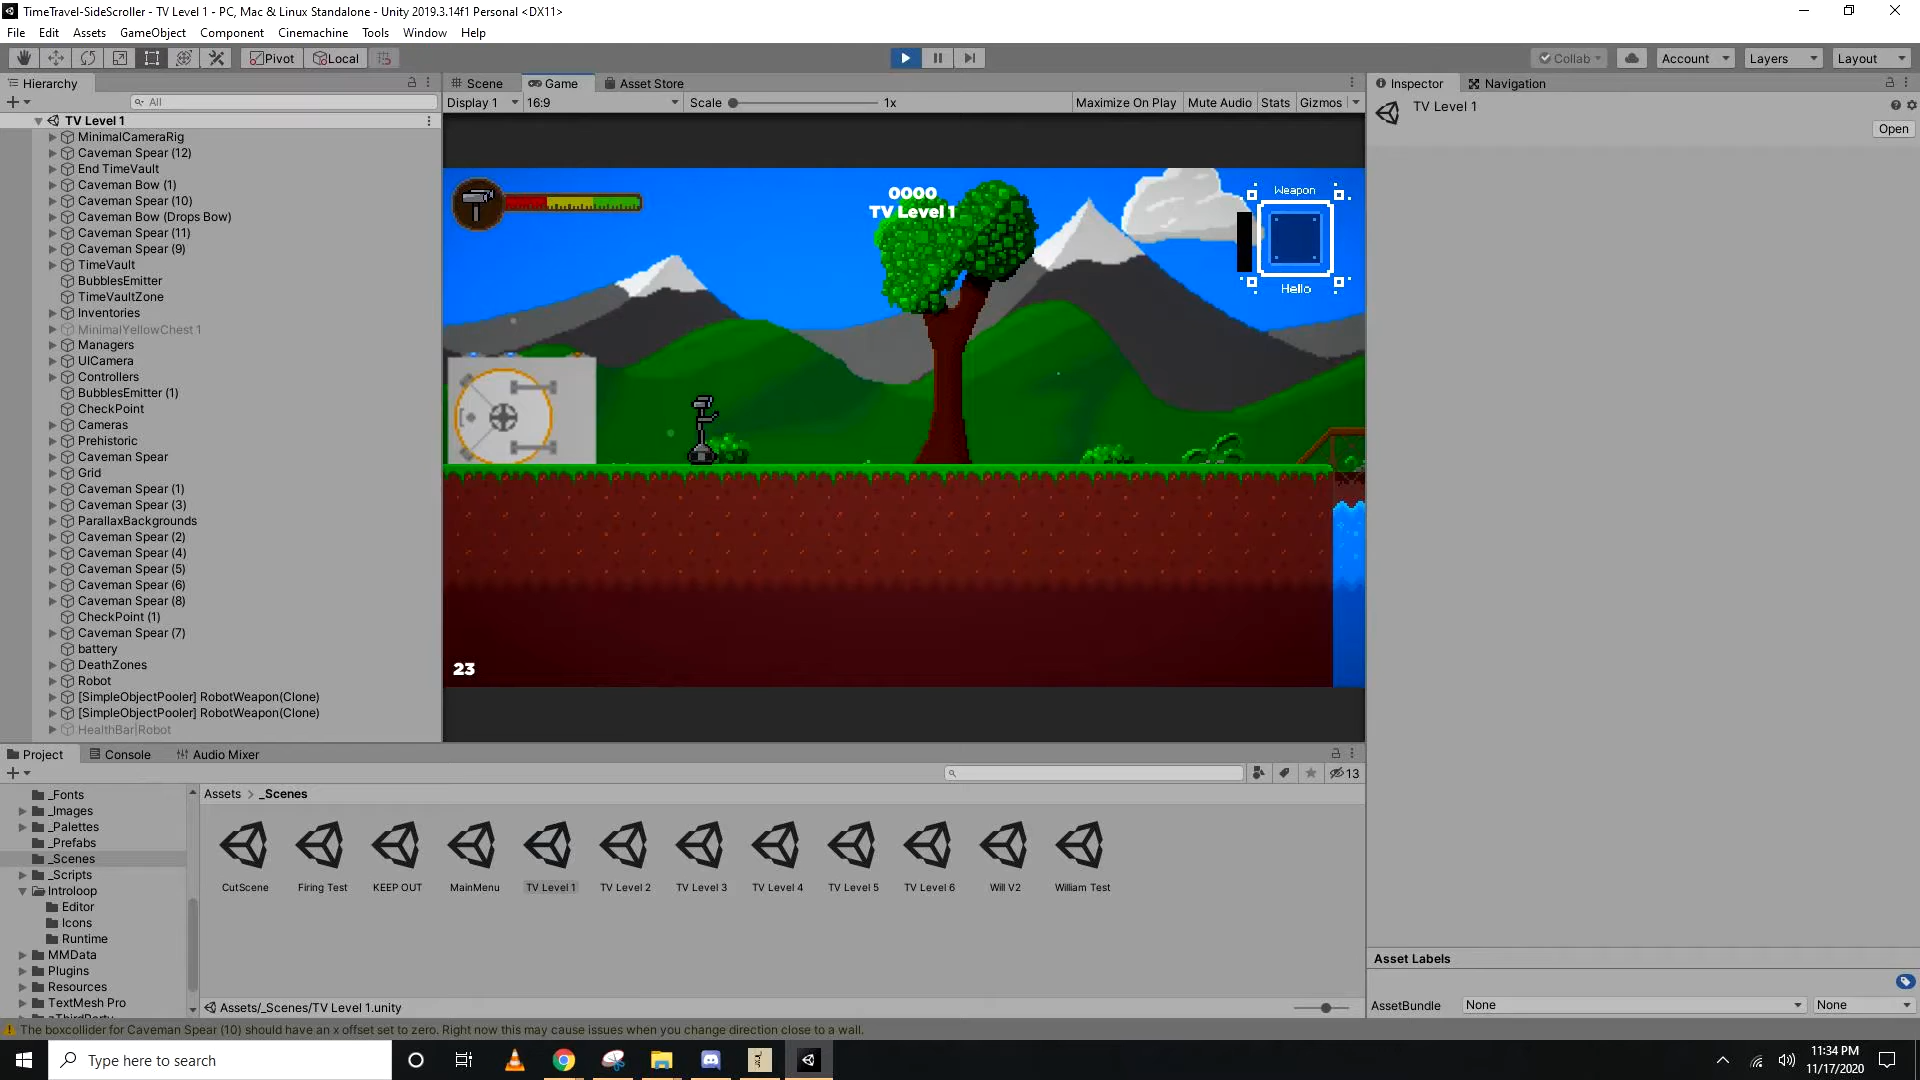 TimeTravel-SideScroller - TV Level 1 - PC, Mac & Linux Standalone - Unity 2019.3.14f1 Personal <DX11>
File Edit Assets GameObject Component Cinemachine Tools Window Help
Pivot Local Collab Account Layers Layout
Hierarchy Scene Game Asset Store Inspector Navigation
All Display 1 16:9 Scale 1x Maximize On Play Mute Audio Stats Gizmos TV Level 1
Open
TV Level 1
MinimalCameraRig
Caveman Spear (12)
End TimeVault
Caveman Bow (1)
Caveman Spear (10)
Caveman Bow (Drops Bow)
Caveman Spear (11)
Caveman Spear (9)
TimeVault
BubblesEmitter
TimeVaultZone
Inventories
MinimalYellowChest 1
Managers
UICamera
Controllers
BubblesEmitter (1)
CheckPoint
Cameras
Prehistoric
Caveman Spear
Grid
Caveman Spear (1)
Caveman Spear (3)
ParallaxBackgrounds
Caveman Spear (2)
Caveman Spear (4)
Caveman Spear (5)
Caveman Spear (6)
Caveman Spear (8)
CheckPoint (1)
Caveman Spear (7)
battery
DeathZones
Robot
[SimpleObjectPooler] RobotWeapon(Clone)
[SimpleObjectPooler] RobotWeapon(Clone)
HealthBar|Robot
0000
TV Level 1
Weapon
Hello
23
Project Console Audio Mixer
13
_Fonts
_Images
_Palettes
_Prefabs
_Scenes
_Scripts
Introloop
Editor
Icons
Runtime
MMData
Plugins
Resources
TextMesh Pro
Assets > _Scenes
CutScene Firing Test KEEP OUT MainMenu TV Level 1 TV Level 2 TV Level 3 TV Level 4 TV Level 5 TV Level 6 Will V2 William Test
Assets/_Scenes/TV Level 1.unity
Asset Labels
AssetBundle None None
The boxcollider for Caveman Spear (10) should have an x offset set to zero. Right now this may cause issues when you change direction close to a wall.
Type here to search
11:34 PM
11/17/2020